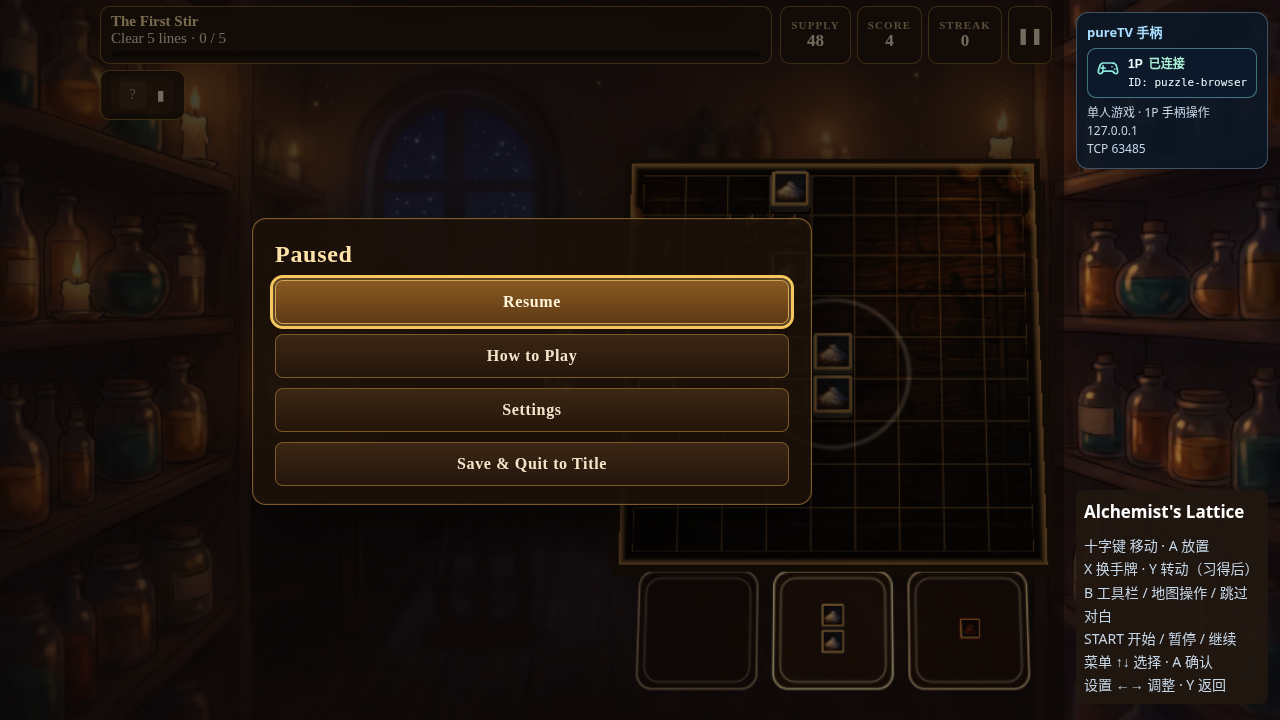 The First Stir
Clear 5 lines · 0 / 5
SUPPLY
48
SCORE
4
STREAK
0
?
Paused
Resume
How to Play
Settings
Save & Quit to Title
pureTV 手柄
1P 已连接
ID: puzzle-browser
单人游戏 · 1P 手柄操作
127.0.0.1
TCP 63485
Alchemist's Lattice
十字键 移动 · A 放置
X 换手牌 · Y 转动（习得后）
B 工具栏 / 地图操作 / 跳过
对白
START 开始 / 暂停 / 继续
菜单 ↑↓ 选择 · A 确认
设置 ←→ 调整 · Y 返回